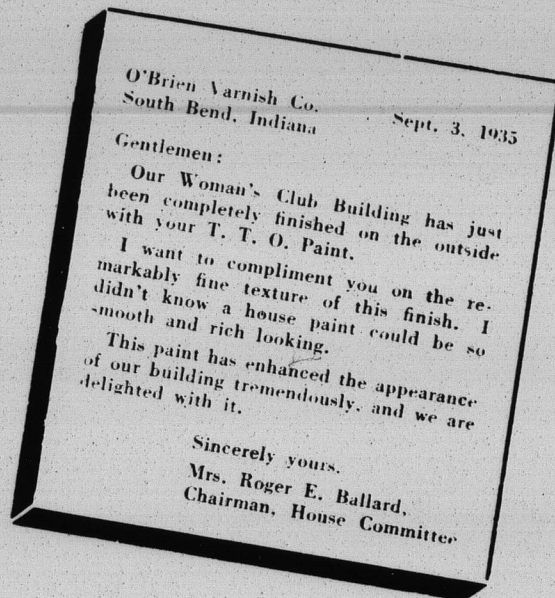 O'Brien Varnish Co.
South Bend, Indiana
Sept. 3, 1935
Gentlemen:
Our Woman's Club Building has just
been completely finished on the outside
with your T. T. O. Paint.
I want to compliment you on the re-
markably fine texture of this finish. I
didn't know a house paint could be so
smooth and rich looking.
This paint has enhanced the appearance
of our building tremendously, and we are
delighted with it.
Sincerely yours,
Mrs. Roger E. Ballard,
Chairman, House Committee